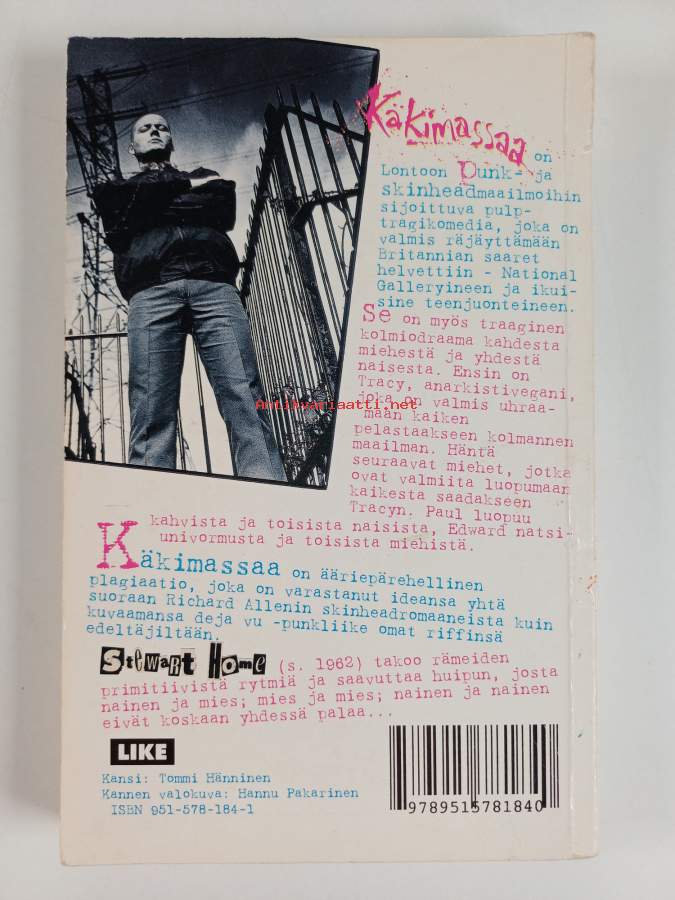 Käkimassaa on
Lontoon punk- ja
skinheadmaailmoihin
sijoittuva pulp-
tragikomedia, joka on
valmis räjäyttämään
Britannian saaret
helvettiin - National
Galleryineen ja ikui-
sine teenjuonteineen.
Se on myös traaginen
kolmiodraama kahdesta
miehestä ja yhdestä
naisesta. Ensin on
Tracy, anarkistivegani,
joka on valmis uhraa-
maan kaiken
Antikvariaatti.net
pelastaakseen kolmannen
maailman. Häntä
seuraavat miehet, jotka
ovat valmiita luopumaan
kaikesta saadakseen
Tracyn. Paul luopuu
kahvista ja toisista naisista, Edward natsi-
univormusta ja toisista miehistä.
Käkimassaa on ääriepärehellinen
plagiaatio, joka on varastanut ideansa yhtä
suoraan Richard Allenin skinheadromaaneista kuin
kuvaamansa deja vu -punkliike omat riffinsä
edeltäjiltään.
Stewart Home (s. 1962) takoo rämeiden
primitiivistä rytmiä ja saavuttaa huipun, josta
nainen ja mies; mies ja mies; nainen ja nainen
eivät koskaan yhdessä palaa...
LIKE
Kansi: Tommi Hänninen
Kannen valokuva: Hannu Pakarinen
ISBN 951-578-184-1
9789515781840